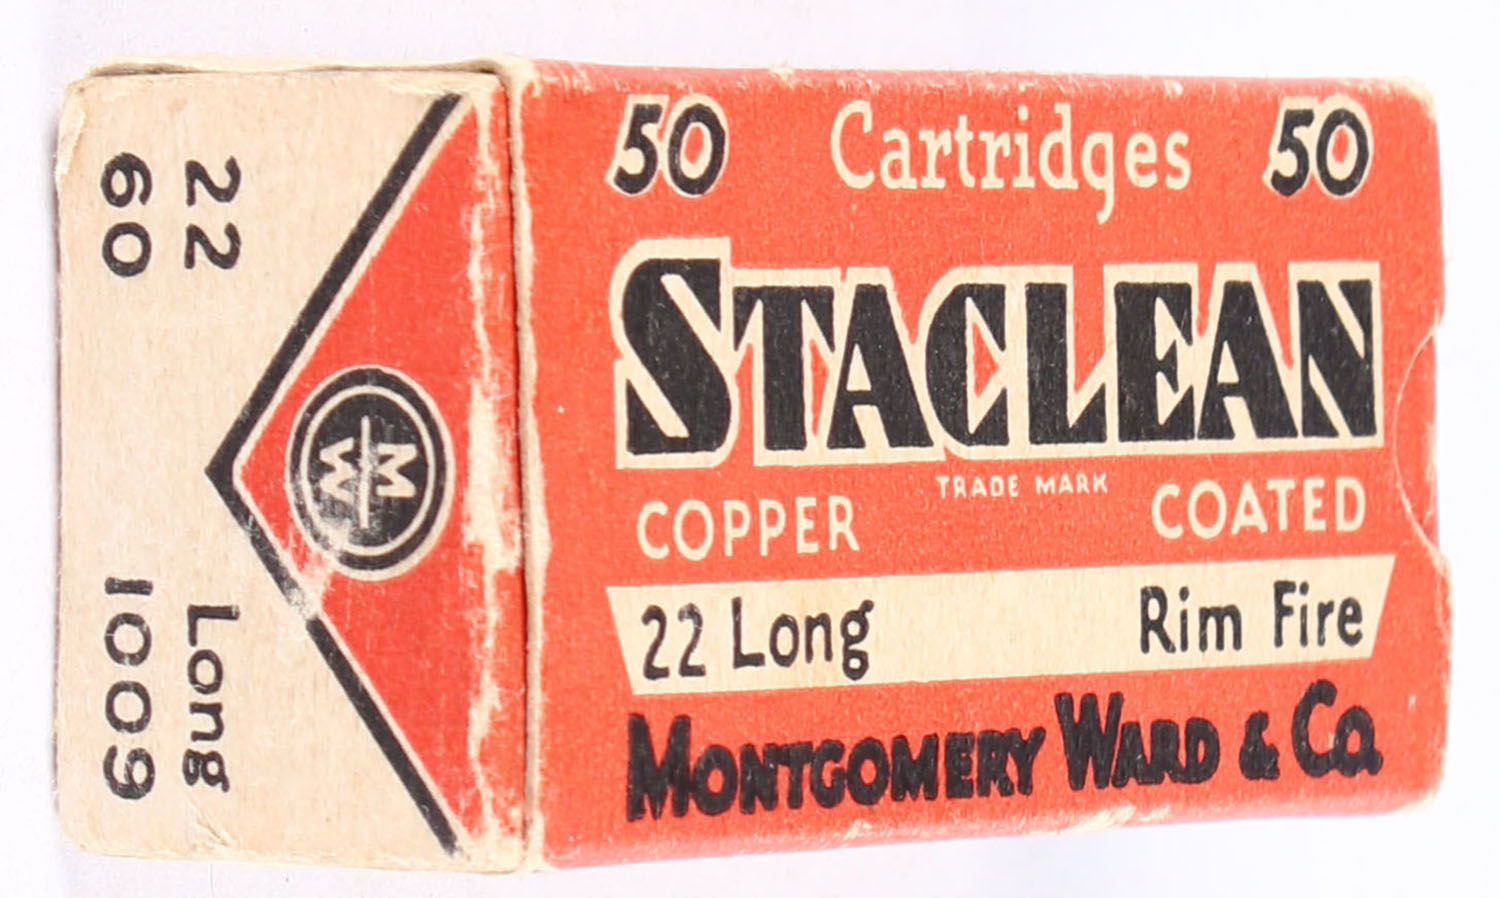 50 Cartridges 50
STACLEAN
TRADE MARK
COPPER COATED
22 Long Rim Fire
MONTGOMERY WARD & Co.
M
W
22 Long
60 1009